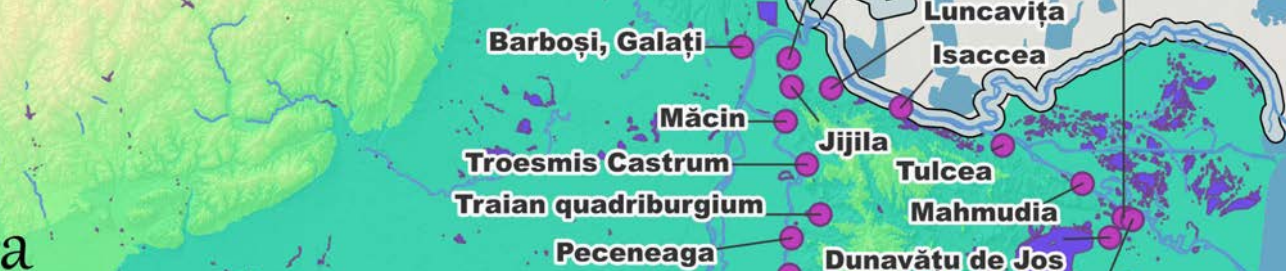 Luncavița
Barboși, Galați
Isaccea
Măcin
Jijila
Troesmis Castrum
Tulcea
Traian quadriburgium
Mahmudia
Peceneaga
Dunavățu de Jos
a